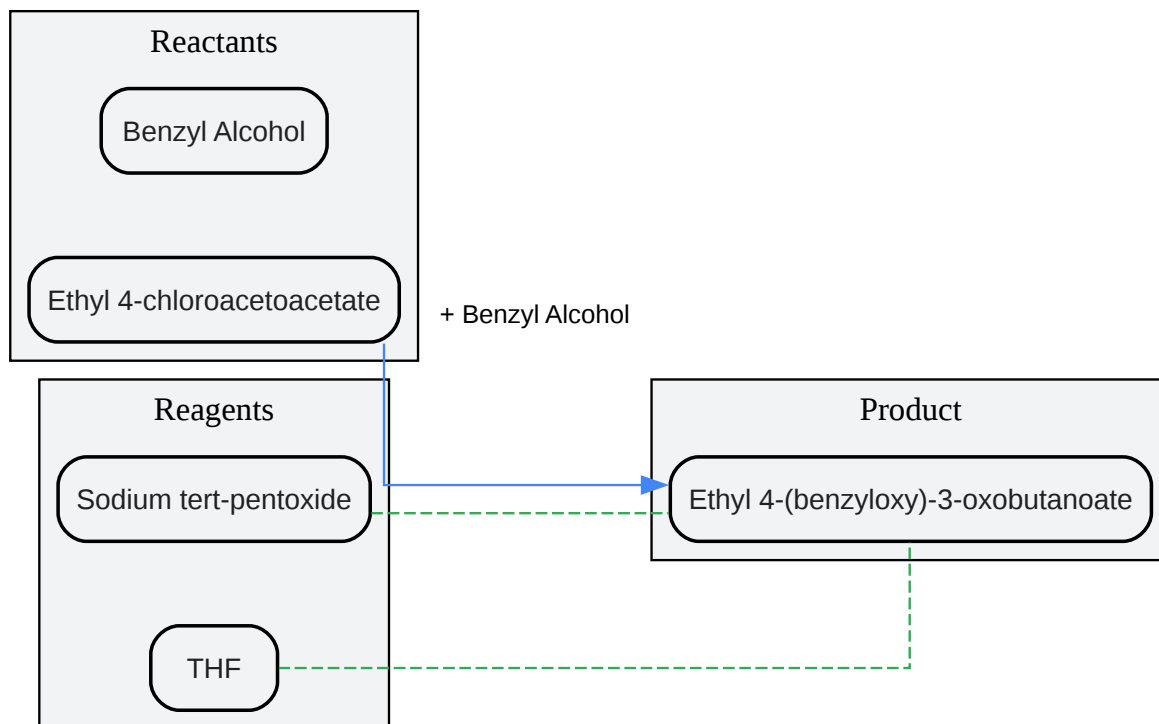 Reactants
Benzyl Alcohol
Ethyl 4-chloroacetoacetate
+ Benzyl Alcohol
Reagents
Sodium tert-pentoxide
THF
Product
Ethyl 4-(benzyloxy)-3-oxobutanoate